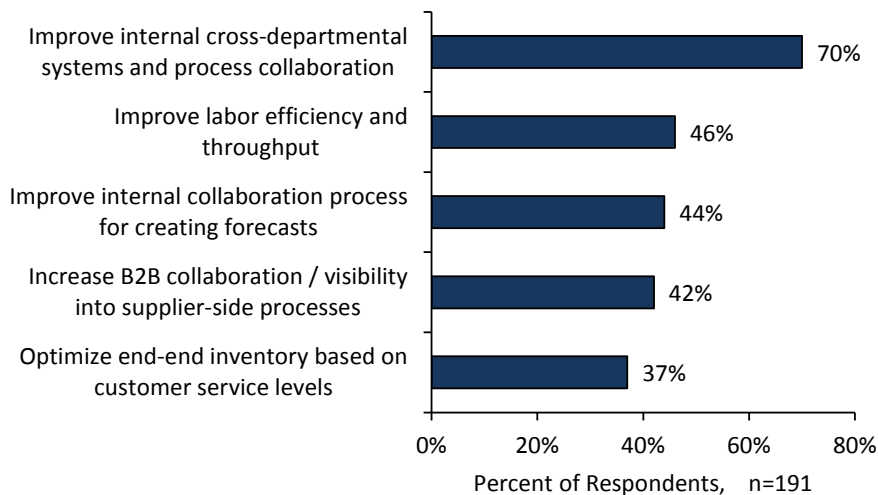 Improve internal cross-departmental
systems and process collaboration
70%
Improve labor efficiency and
throughput
46%
Improve internal collaboration process
for creating forecasts
44%
Increase B2B collaboration / visibility
into supplier-side processes
42%
Optimize end-end inventory based on
customer service levels
37%
0% 20% 40% 60% 80%
Percent of Respondents, n=191